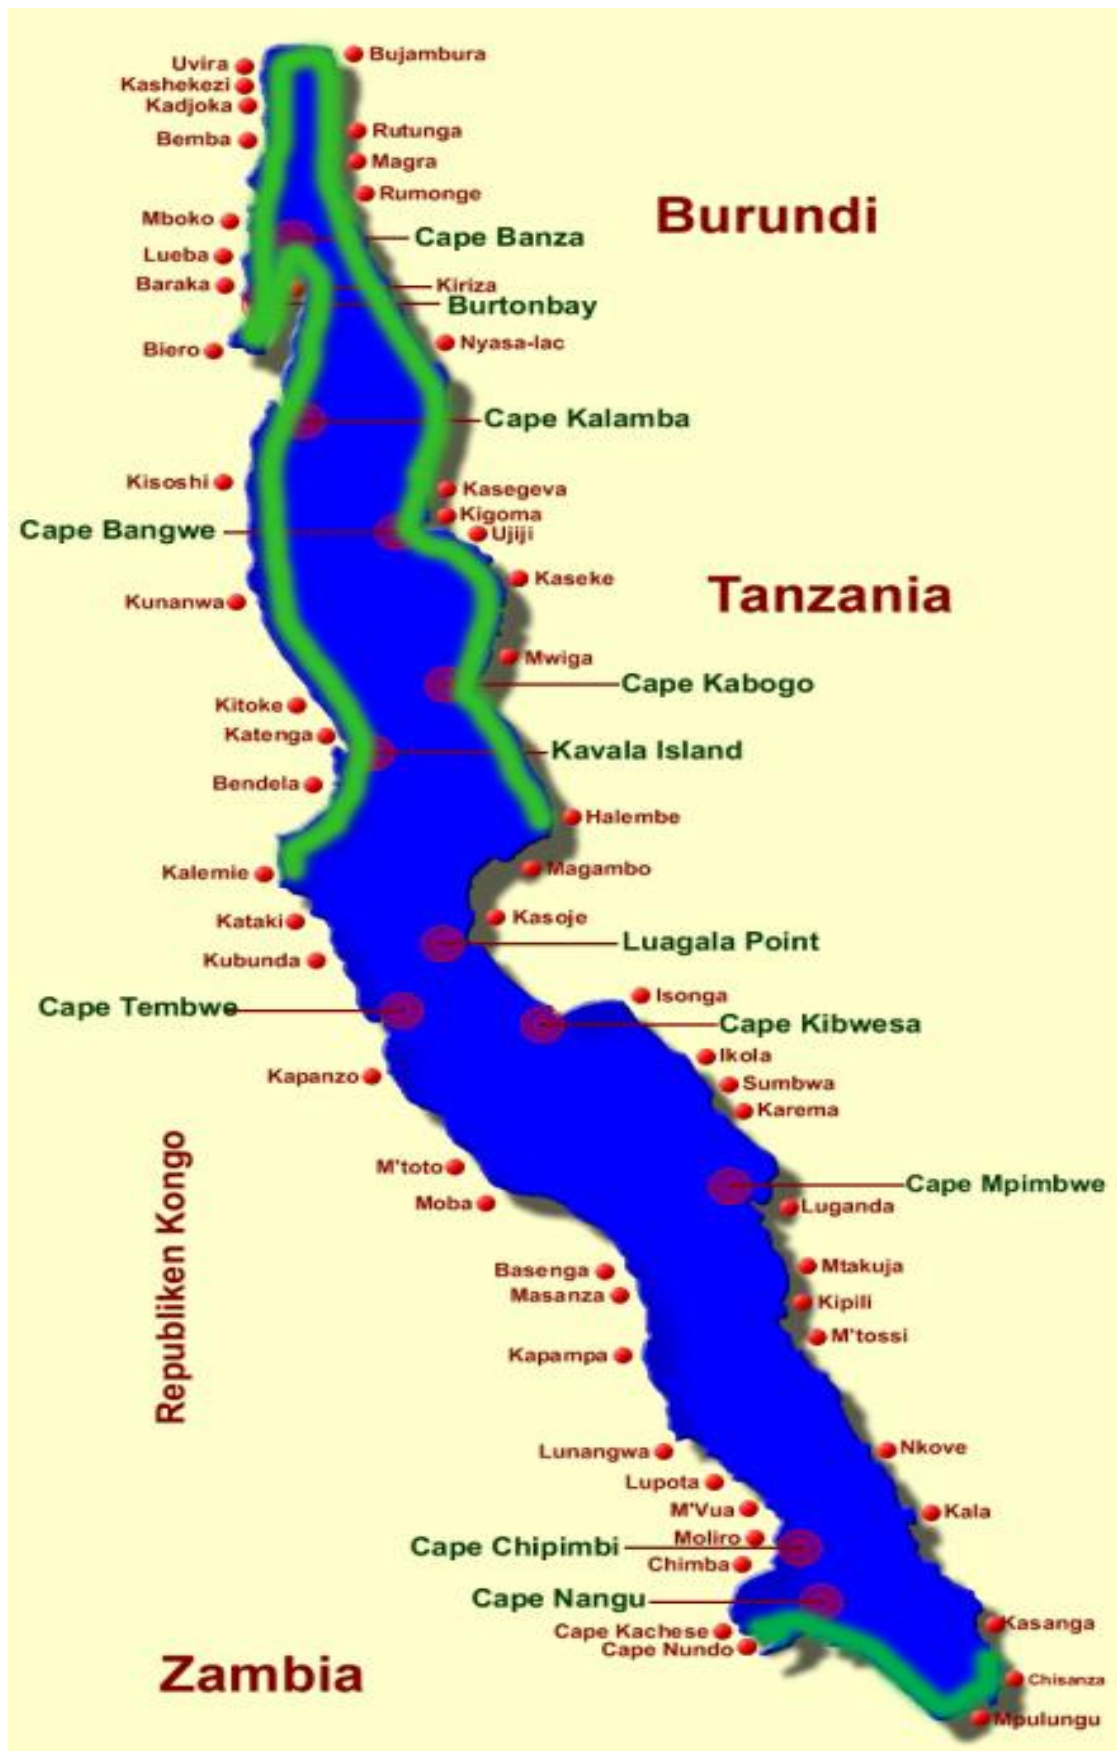 Bujambura
Uvira
Kashekezi
Kadjoka
Rutunga
Bemba
Magra
Rumonge
Burundi
Mboko
Cape Banza
Lueba
Baraka
Kiriza
Burtonbay
Nyasa-lac
Biero
Cape Kalamba
Kisoshi
Kasegeva
Kigoma
Cape Bangwe
Ujiji
Kaseke
Tanzania
Kunanwa
Mwiga
Cape Kabogo
Kitoke
Katenga
Kavala Island
Bendela
Halembe
Magambo
Kalemie
Kasoje
Kataki
Luagala Point
Kubunda
Isonga
Cape Tembwe
Cape Kibwesa
Ikola
Kapanzo
Sumbwa
Karema
M'toto
Cape Mpimbwe
Moba
Luganda
Republiken Kongo
Mtakuja
Basenga
Masanza
Kipili
M'tossi
Kapampa
Nkove
Lunangwa
Lupota
M'Vua
Kala
Moliro
Cape Chipimbi
Chimba
Cape Nangu
Kasanga
Cape Kachese
Cape Nundo
Zambia
Chisanza
Mpulungu